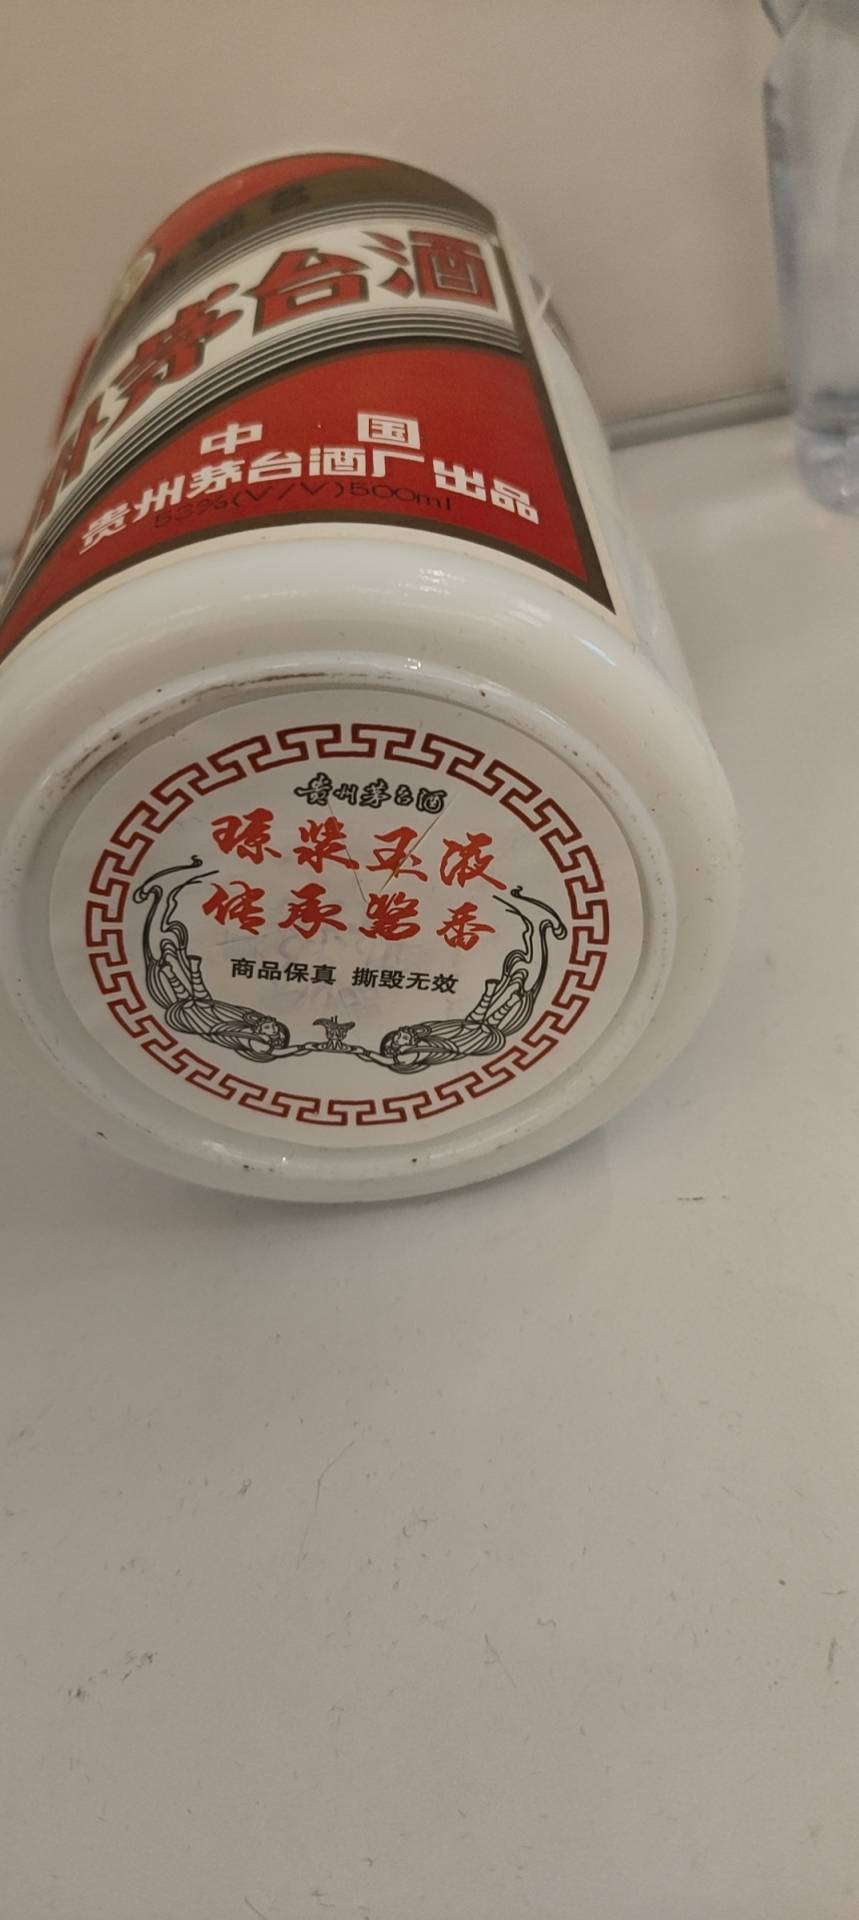 茅台酒
中国
贵州茅台酒厂出品
53%(V/V)500ml
贵州茅台酒
琼浆玉液
传承酱香
商品保真 撕毁无效